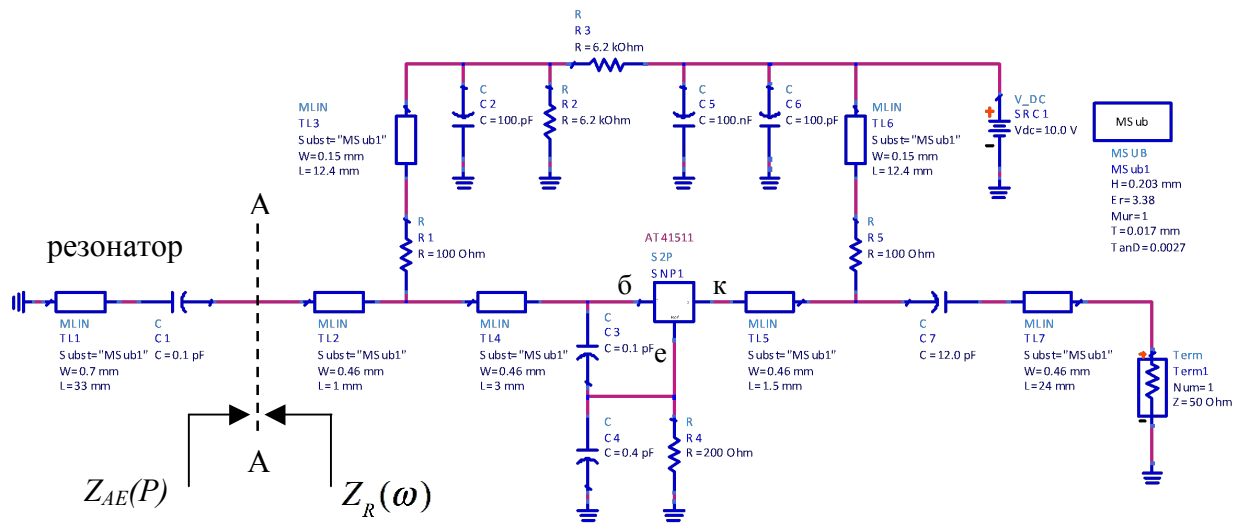 R
R3
R=6.2 kOhm
MLIN
TL3
Subst="MSub1"
W=0.15 mm
L=12.4 mm
C
C2
C=100.pF
R
R2
R=6.2 kOhm
C
C5
C=100.nF
C
C6
C=100.pF
MLIN
TL6
Subst="MSub1"
W=0.15 mm
L=12.4 mm
V_DC
SRC1
Vdc=10.0 V
MSub
MSUB
MSub1
H=0.203 mm
Er=3.38
Mur=1
T=0.017 mm
TanD=0.0027
A
резонатор
R
R1
R=100 Ohm
AT41511
S2P
SNP1
R
R5
R=100 Ohm
б
к
Ref
е
MLIN
TL1
Subst="MSub1"
W=0.7 mm
L=33 mm
C
C1
C=0.1 pF
MLIN
TL2
Subst="MSub1"
W=0.46 mm
L=1 mm
MLIN
TL4
Subst="MSub1"
W=0.46 mm
L=3 mm
C
C3
C=0.1 pF
MLIN
TL5
Subst="MSub1"
W=0.46 mm
L=1.5 mm
C
C7
C=12.0 pF
MLIN
TL7
Subst="MSub1"
W=0.46 mm
L=24 mm
Term
Term1
Num=1
Z=50 Ohm
C
C4
C=0.4 pF
R
R4
R=200 Ohm
A
Z_AE(P)
Z_R(ω)